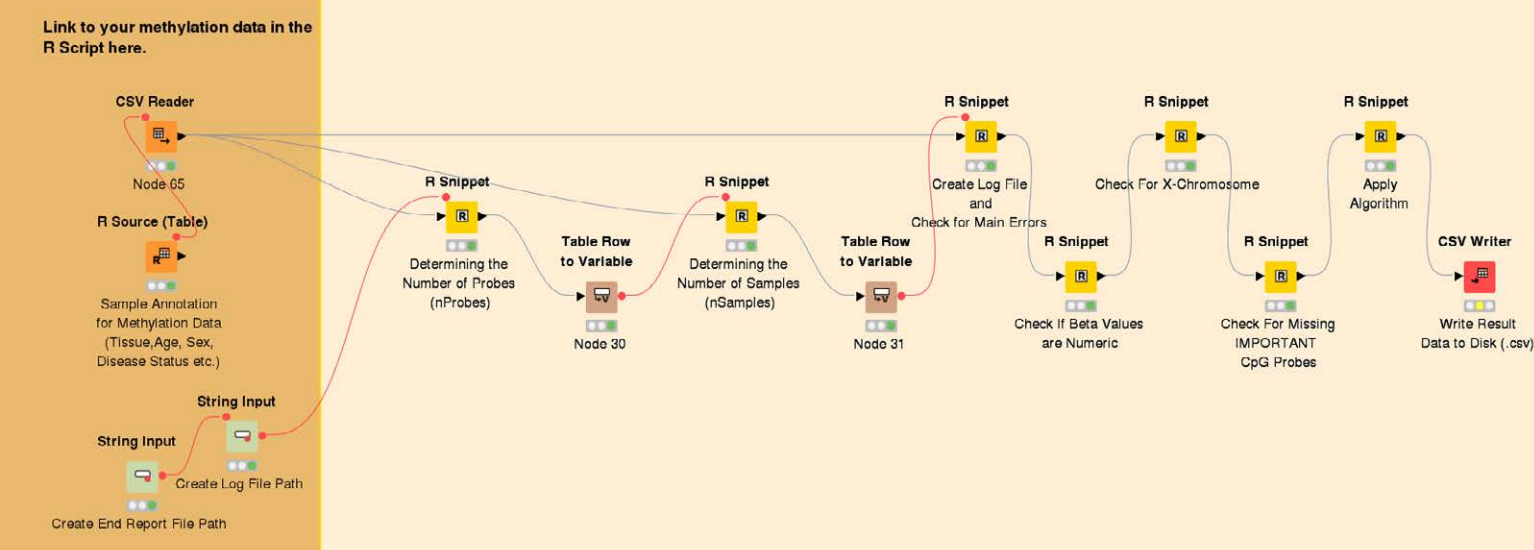 Link to your methylation data in the
R Script here.
CSV Reader
Node 65
R Source (Table)
R
Sample Annotation
for Methylation Data
(Tissue,Age, Sex,
Disease Status etc.)
String Input
Create Log File Path
String Input
Create End Report File Path
R Snippet
R
Determining the
Number of Probes
(nProbes)
Table Row
to Variable
V
Node 30
R Snippet
R
Determining the
Number of Samples
(nSamples)
Table Row
to Variable
V
Node 31
R Snippet
R
Create Log File
and
Check for Main Errors
R Snippet
R
Check If Beta Values
are Numeric
R Snippet
R
Check For X-Chromosome
R Snippet
R
Check For Missing
IMPORTANT
CpG Probes
R Snippet
R
Apply
Algorithm
CSV Writer
Write Result
Data to Disk (.csv)